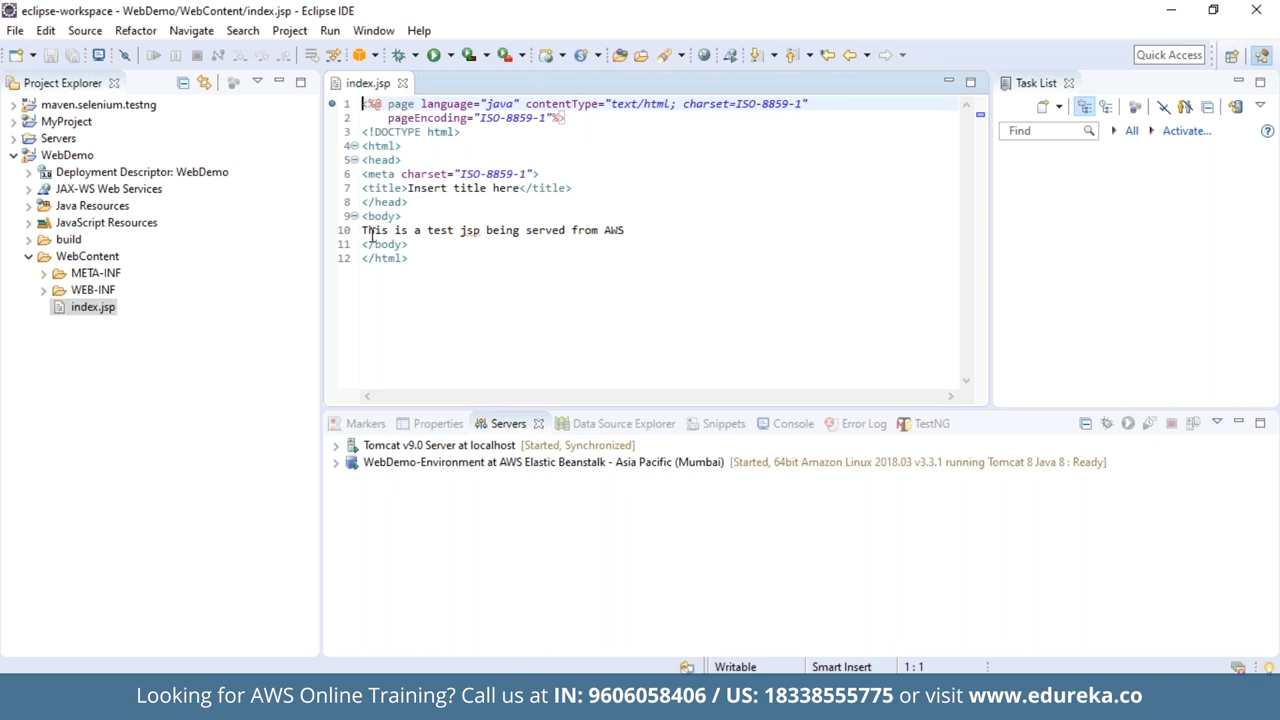 eclipse-workspace - WebDemo/WebContent/index.jsp - Eclipse IDE
File Edit Source Refactor Navigate Search Project Run Window Help
Quick Access
Project Explorer
maven.selenium.testng
MyProject
Servers
WebDemo
Deployment Descriptor: WebDemo
JAX-WS Web Services
Java Resources
JavaScript Resources
build
WebContent
META-INF
WEB-INF
index.jsp
index.jsp
1 <%@ page language="java" contentType="text/html; charset=ISO-8859-1"
2 pageEncoding="ISO-8859-1"%>
3 <!DOCTYPE html>
4 <html>
5 <head>
6 <meta charset="ISO-8859-1">
7 <title>Insert title here</title>
8 </head>
9 <body>
10 This is a test jsp being served from AWS
11 </body>
12 </html>
Task List
Find All Activate...
Markers Properties Servers Data Source Explorer Snippets Console Error Log TestNG
Tomcat v9.0 Server at localhost [Started, Synchronized]
WebDemo-Environment at AWS Elastic Beanstalk - Asia Pacific (Mumbai) [Started, 64bit Amazon Linux 2018.03 v3.3.1 running Tomcat 8 Java 8 : Ready]
Writable Smart Insert 1 : 1
Looking for AWS Online Training? Call us at IN: 9606058406 / US: 18338555775 or visit www.edureka.co